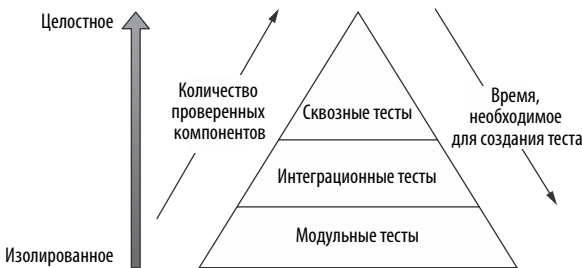 Целостное
Количество
проверенных
компонентов
Сквозные тесты
Время,
необходимое
для создания теста
Интеграционные тесты
Модульные тесты
Изолированное